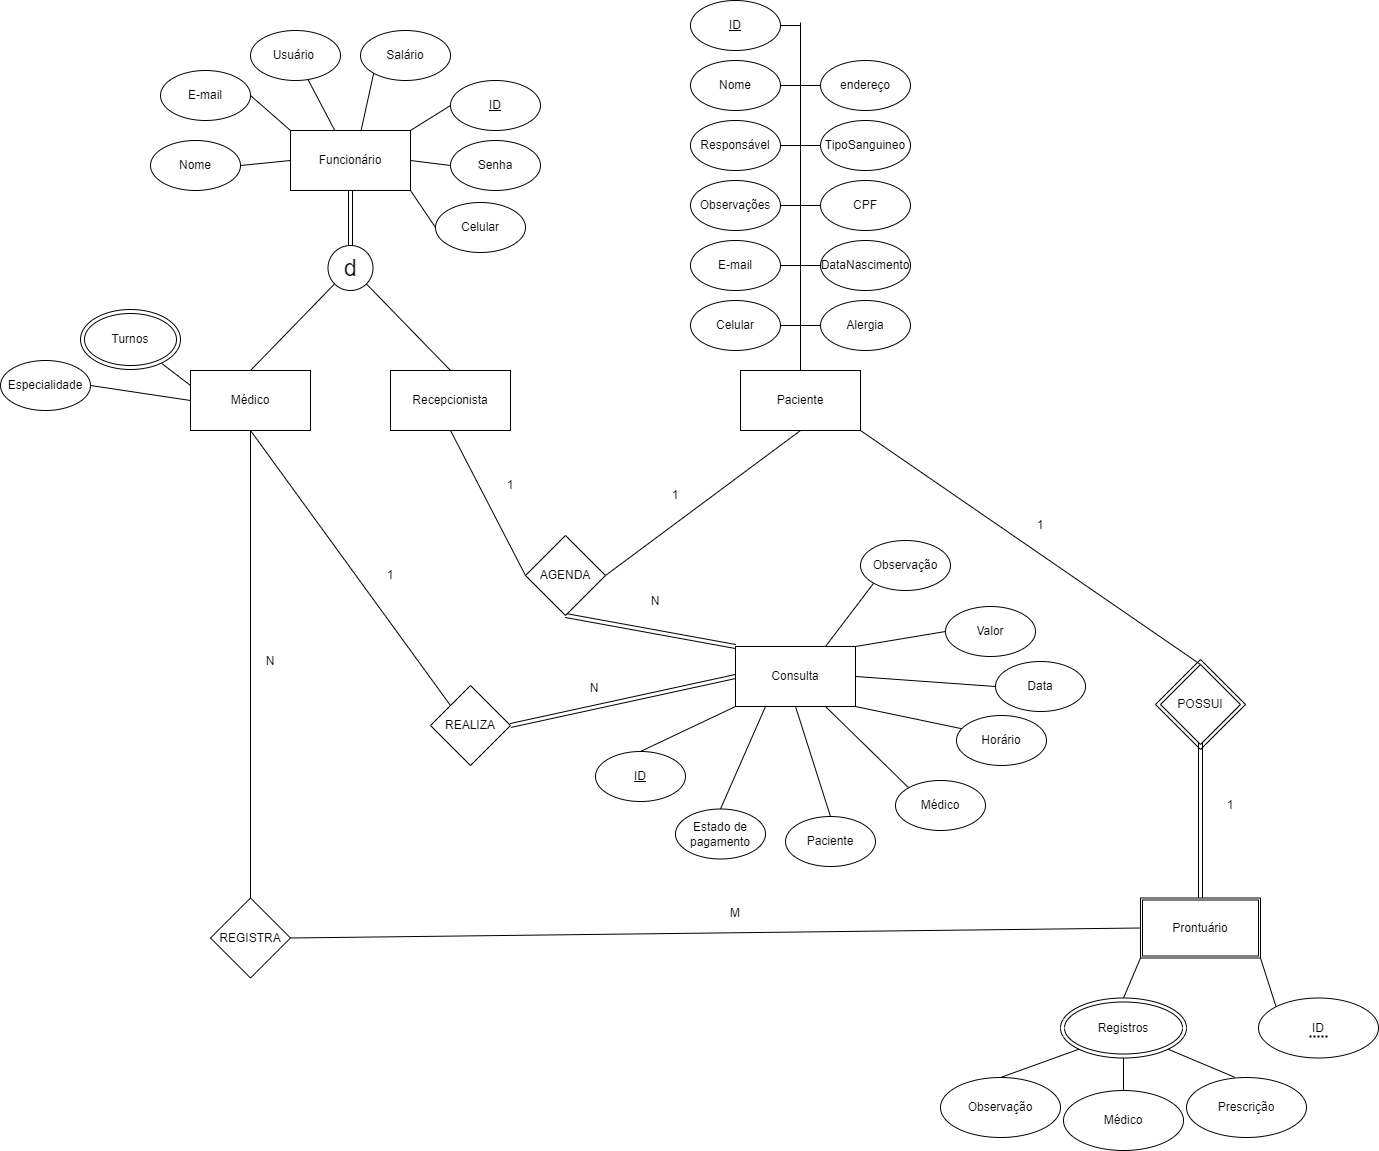 ID
Usuário
Salário
Nome
endereço
E-mail
ID
Responsável
TipoSanguineo
Funcionário
Nome
Senha
Observações
CPF
Celular
d
E-mail
DataNascimento
Turnos
Celular
Alergia
Especialidade
Médico
Recepcionista
Paciente
1
1
1
AGENDA
1
Observação
N
Valor
N
Consulta
N
Data
POSSUI
REALIZA
Horário
ID
Médico
1
Estado de
pagamento
Paciente
M
REGISTRA
Prontuário
Registros
ID
Observação
Médico
Prescrição